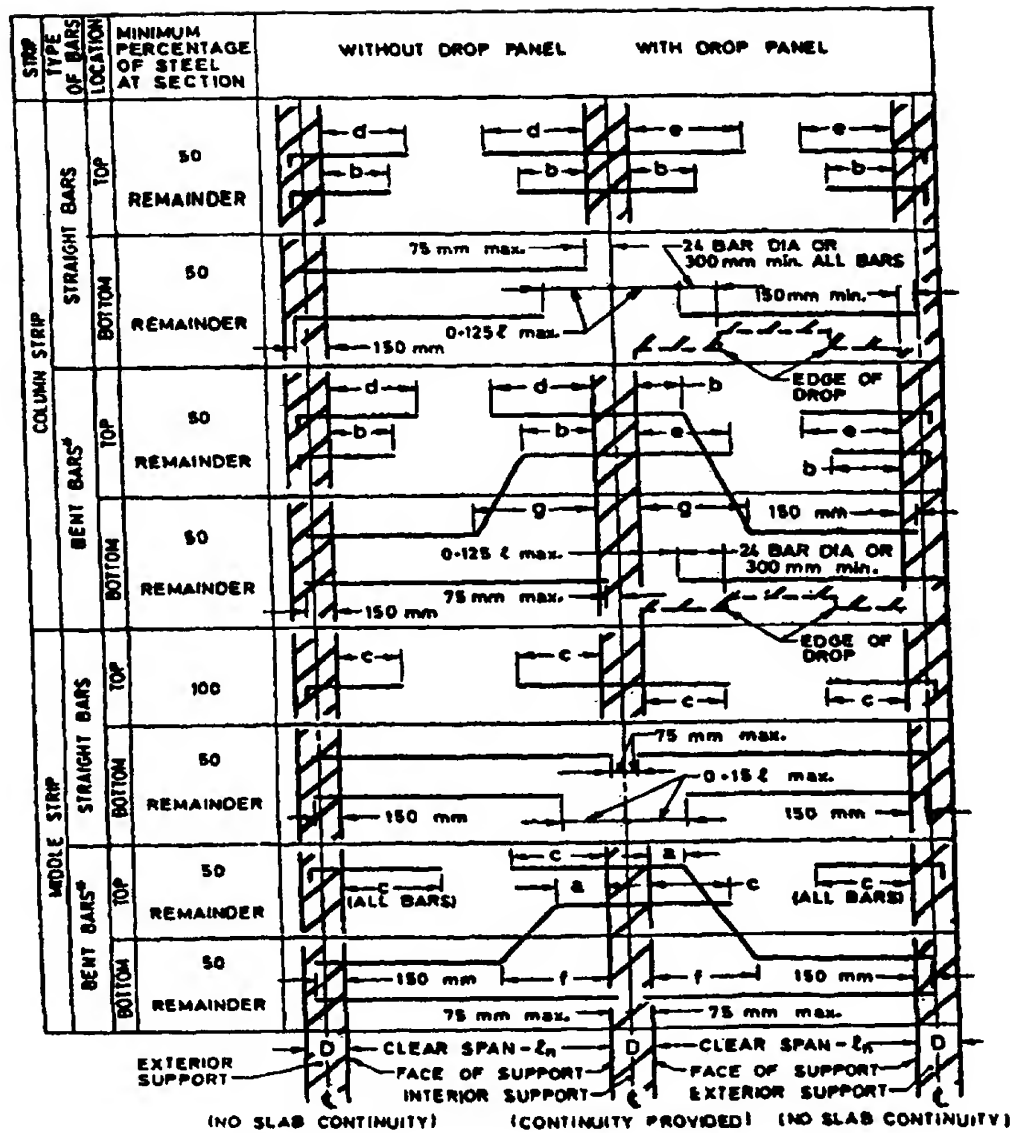 STRIP
TYPE OF BARS
LOCATION
MINIMUM PERCENTAGE OF STEEL AT SECTION
WITHOUT DROP PANEL
WITH DROP PANEL
COLUMN STRIP
STRAIGHT BARS
TOP
50
REMAINDER
d
d
e
e
b
b
b
b
BOTTOM
50
REMAINDER
75 mm max.
24 BAR DIA OR
300 mm min. ALL BARS
150 mm min.
0.125 ℓ max.
150 mm
EDGE OF
DROP
BENT BARS*
TOP
50
REMAINDER
d
d
b
b
b
e
e
b
BOTTOM
50
REMAINDER
g
g
150 mm
0.125 ℓ max.
24 BAR DIA OR
300 mm min.
75 mm max.
150 mm
EDGE OF
DROP
MIDDLE STRIP
STRAIGHT BARS
TOP
100
c
c
c
c
BOTTOM
50
REMAINDER
75 mm max.
0.15 ℓ max.
150 mm
150 mm
BENT BARS*
TOP
50
REMAINDER
c
a
c
(ALL BARS)
a
c
c
(ALL BARS)
BOTTOM
50
REMAINDER
150 mm
f
f
150 mm
75 mm max.
75 mm max.
D
CLEAR SPAN - ℓn
D
CLEAR SPAN - ℓn
D
EXTERIOR
SUPPORT
FACE OF SUPPORT
INTERIOR SUPPORT
FACE OF SUPPORT
EXTERIOR SUPPORT
℄
℄
℄
(NO SLAB CONTINUITY)
(CONTINUITY PROVIDED)
(NO SLAB CONTINUITY)